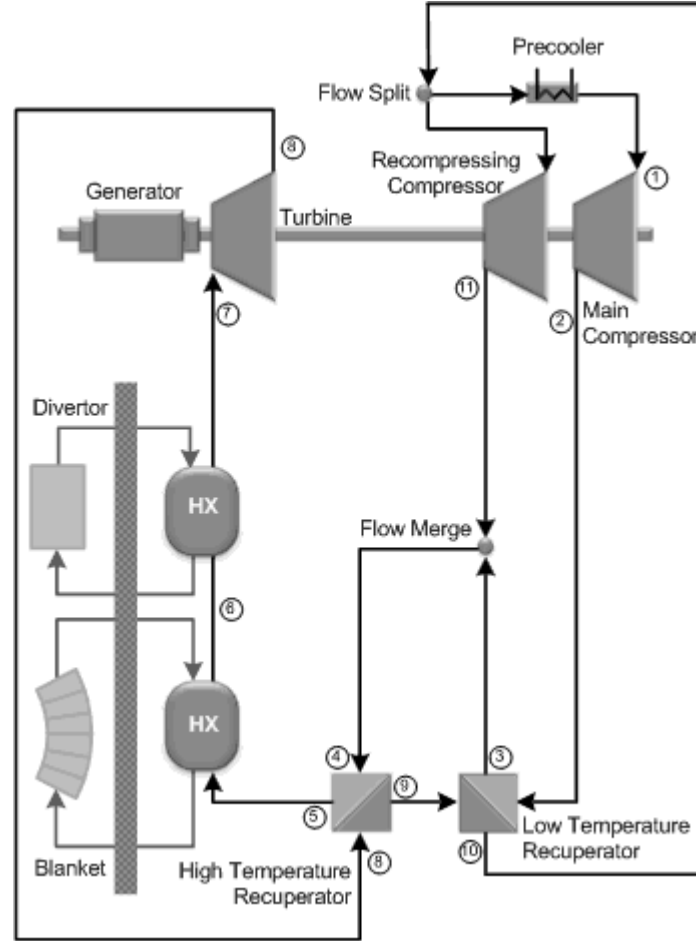 Precooler
Flow Split
8
Recompressing
Compressor
1
Generator
Turbine
11
2
7
Main
Compressor
Divertor
HX
Flow Merge
6
HX
4
3
9
5
Low Temperature
Recuperator
Blanket
High Temperature
Recuperator
8
10